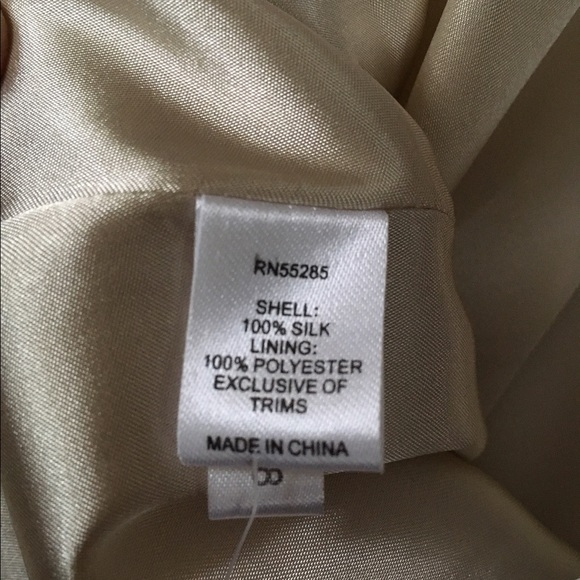 RN55285
SHELL:
100% SILK
LINING:
100% POLYESTER
EXCLUSIVE OF
TRIMS
MADE IN CHINA